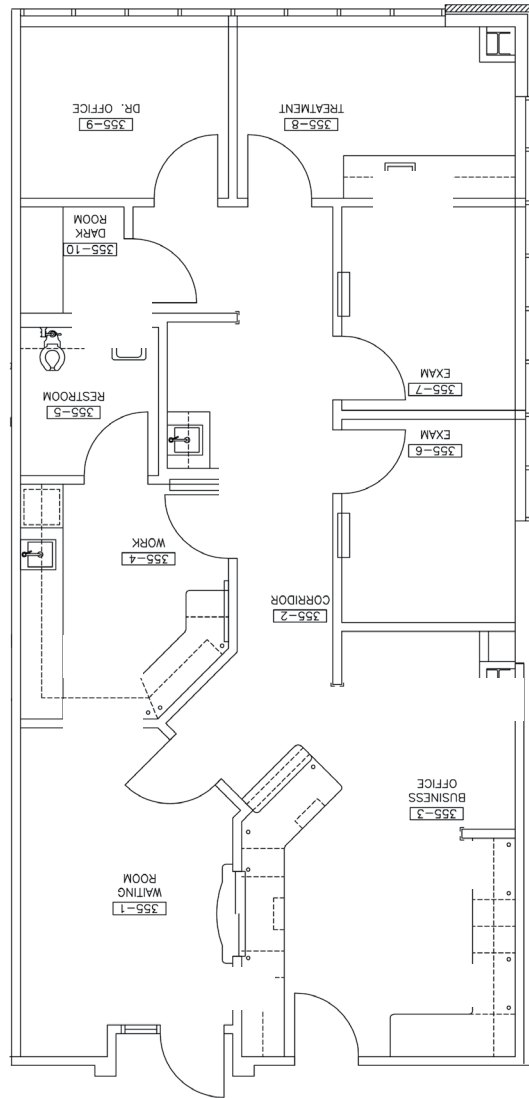 DR. OFFICE
355-9
TREATMENT
355-8
DARK
ROOM
355-10
RESTROOM
355-5
EXAM
355-7
EXAM
355-6
WORK
355-4
CORRIDOR
355-2
BUSINESS
OFFICE
355-3
WAITING
ROOM
355-1